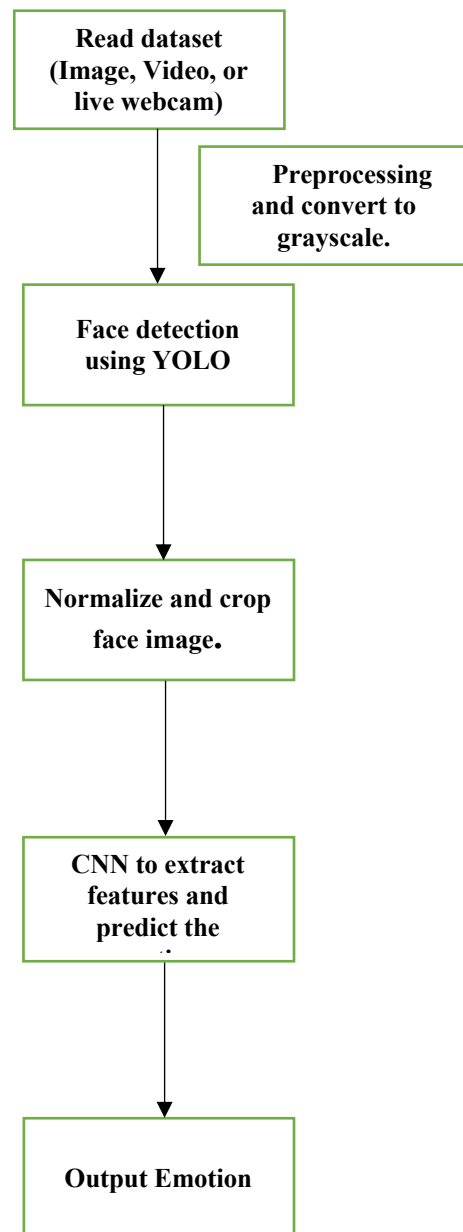 Read dataset
(Image, Video, or
live webcam)
Preprocessing
and convert to
grayscale.
Face detection
using YOLO
Normalize and crop
face image.
CNN to extract
features and
predict the
Output Emotion